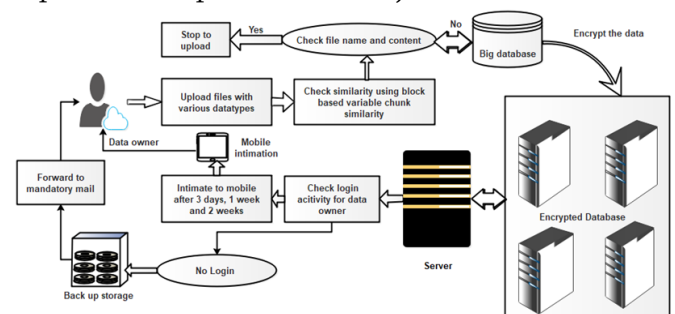 Stop to
upload
Yes
Check file name and content
No
Big database
Encrypt the data
Data owner
Upload files with
various datatypes
Check similarity using block
based variable chunk
similarity
Mobile
intimation
Forward to
mandatory mail
Intimate to mobile
after 3 days, 1 week
and 2 weeks
Check login
acitivity for data
owner
Server
Encrypted Database
No Login
Back up storage